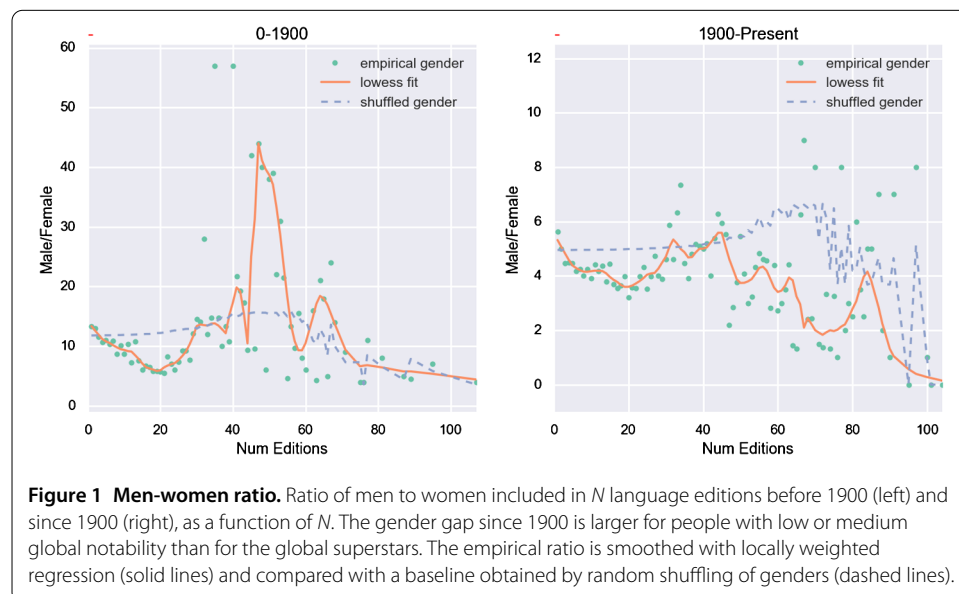 0-1900
60
50
40
30
20
10
0
Male/Female
0 20 40 60 80 100
Num Editions
empirical gender
lowess fit
shuffled gender
1900-Present
12
10
8
6
4
2
0
Male/Female
0 20 40 60 80 100
Num Editions
empirical gender
lowess fit
shuffled gender
Figure 1 Men-women ratio. Ratio of men to women included in N language editions before 1900 (left) and
since 1900 (right), as a function of N. The gender gap since 1900 is larger for people with low or medium
global notability than for the global superstars. The empirical ratio is smoothed with locally weighted
regression (solid lines) and compared with a baseline obtained by random shuffling of genders (dashed lines).